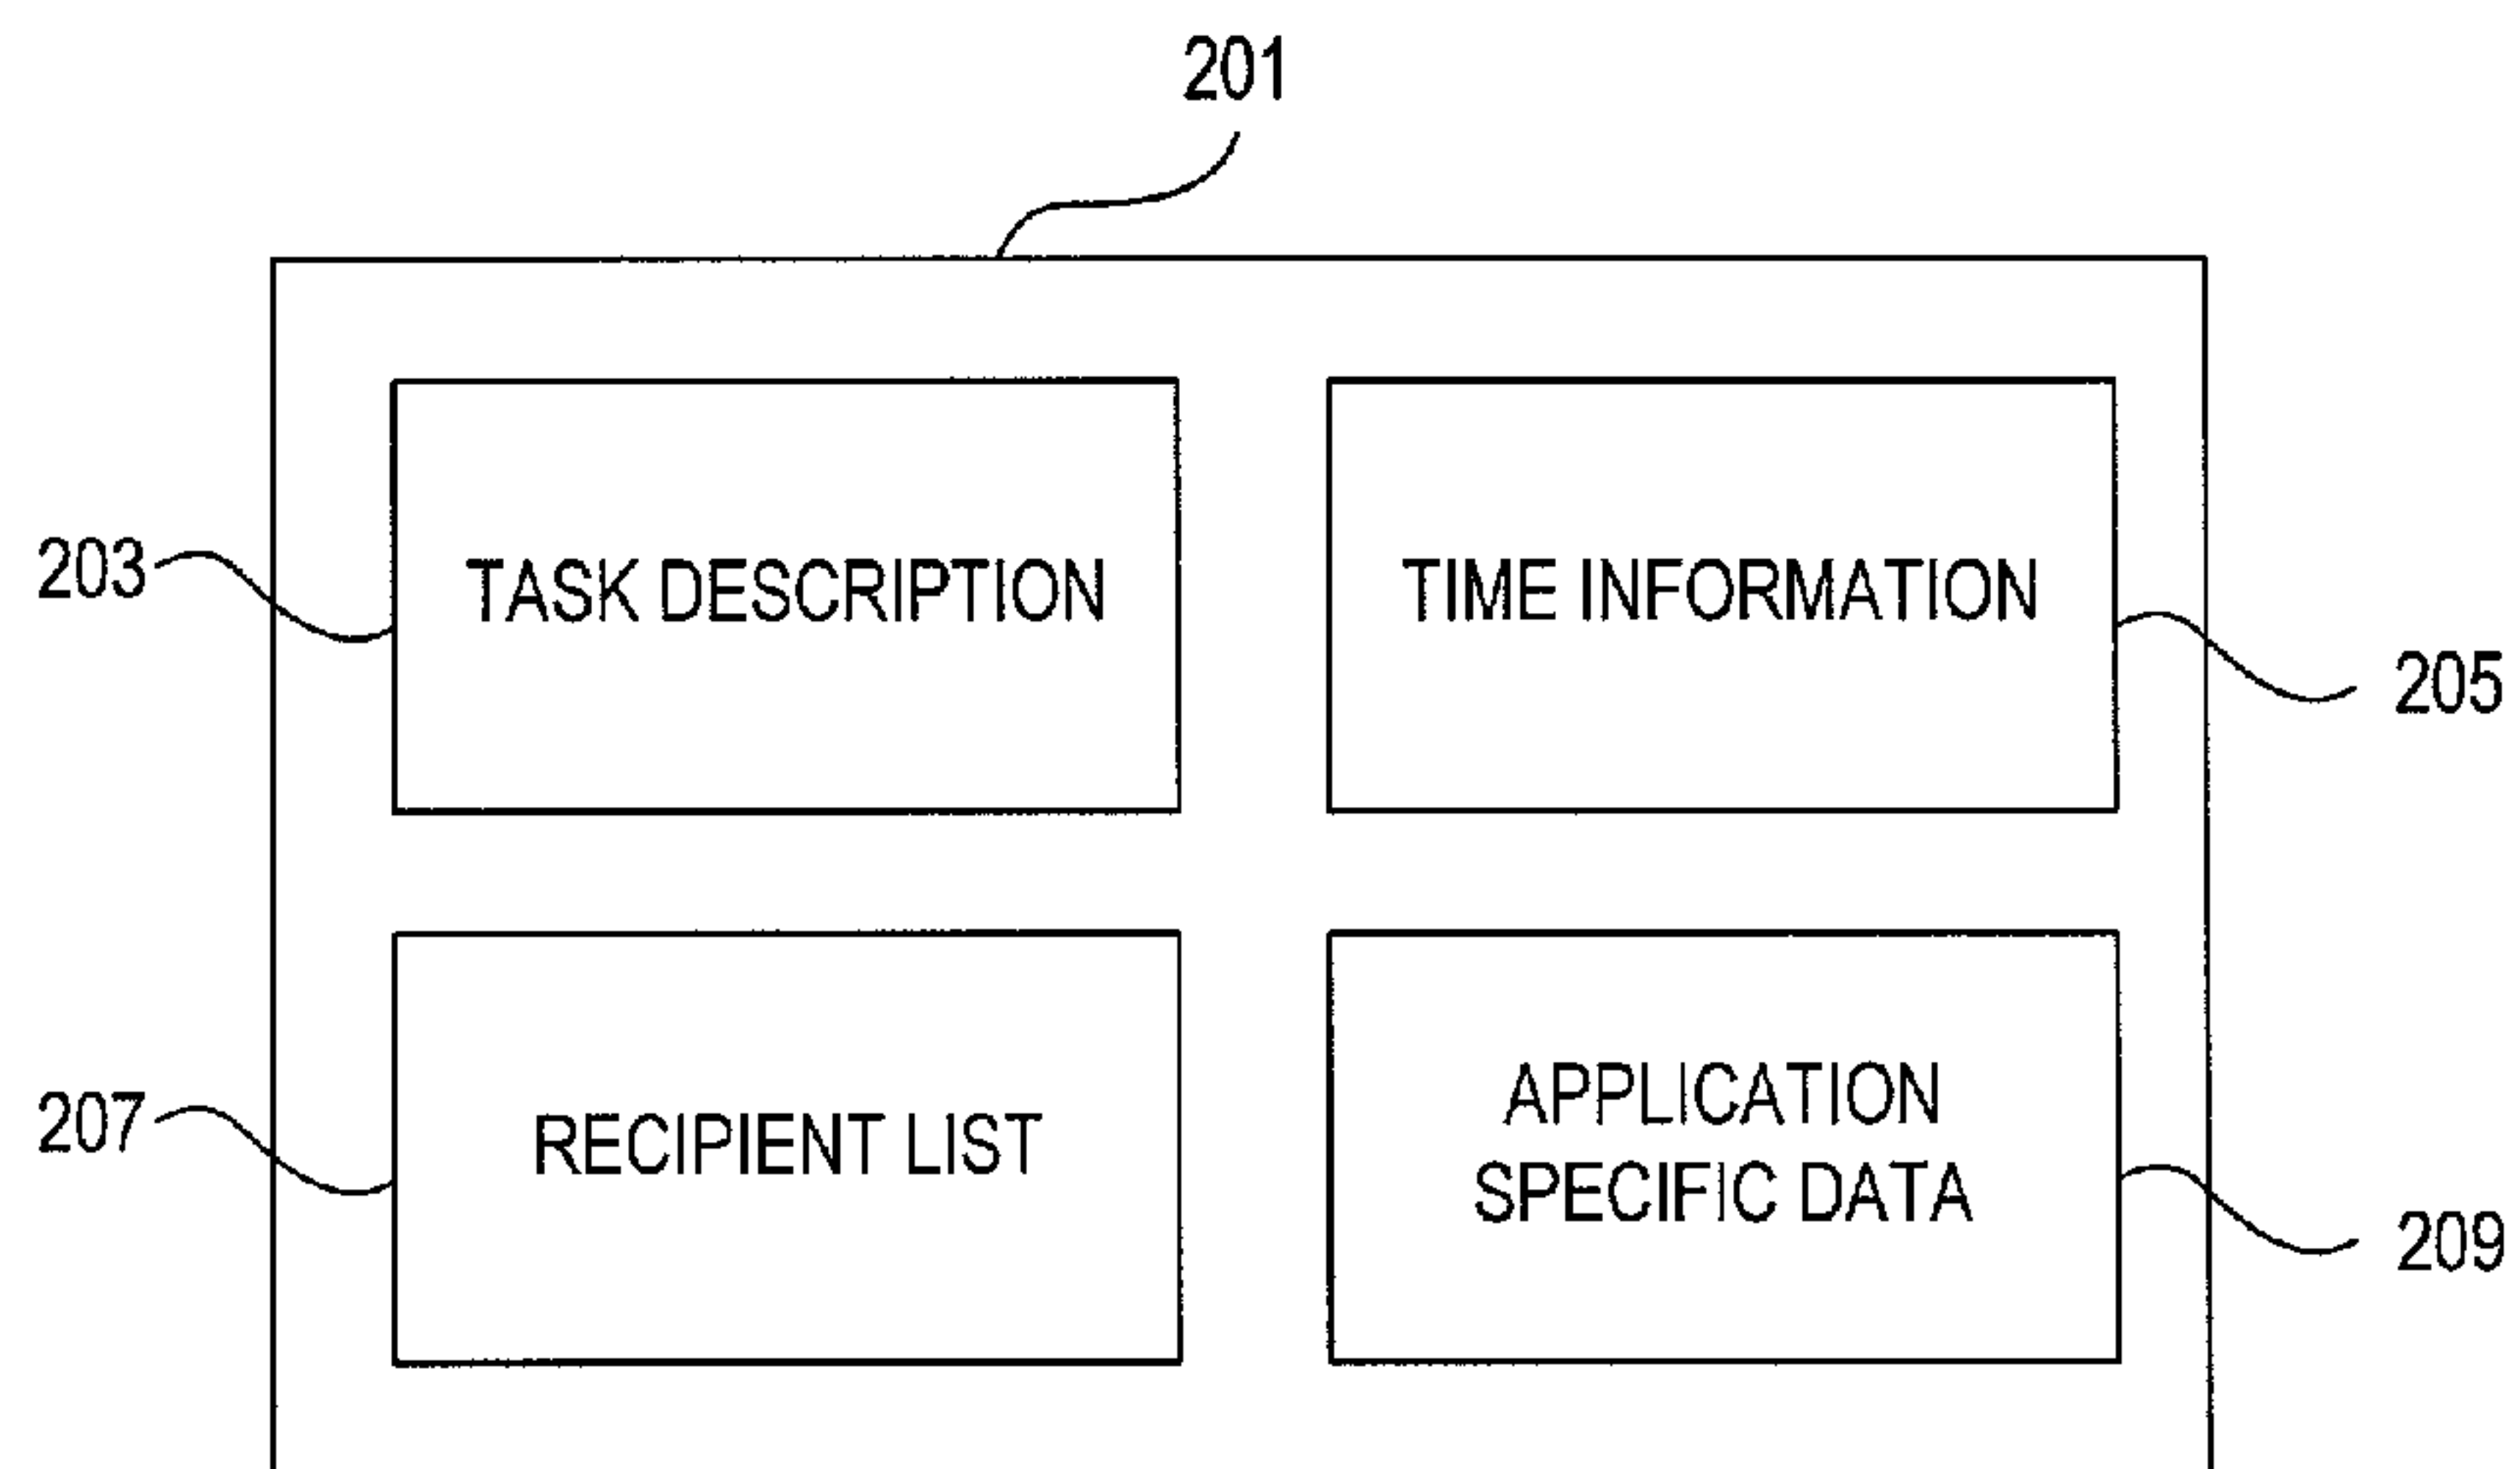 201
203
TASK DESCRIPTION
TIME INFORMATION
205
207
RECIPIENT LIST
APPLICATION
SPECIFIC DATA
209